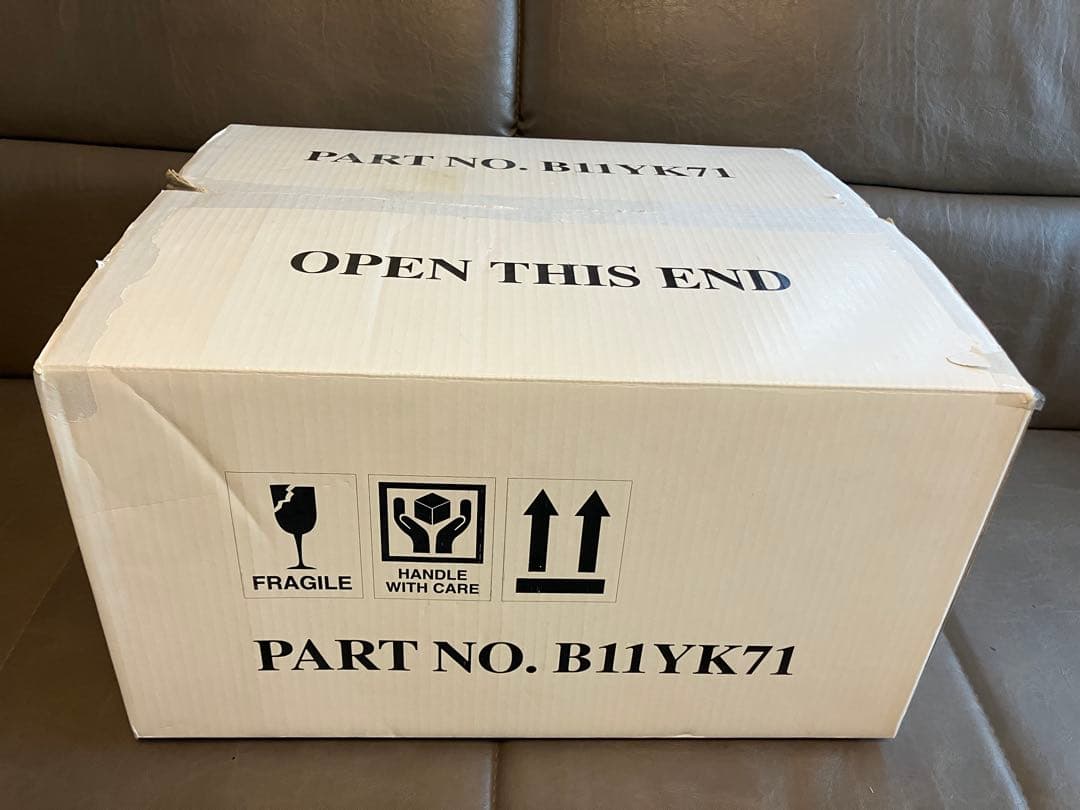 PART NO. B11YK71
OPEN THIS END
FRAGILE
HANDLE
WITH CARE
PART NO. B11YK71